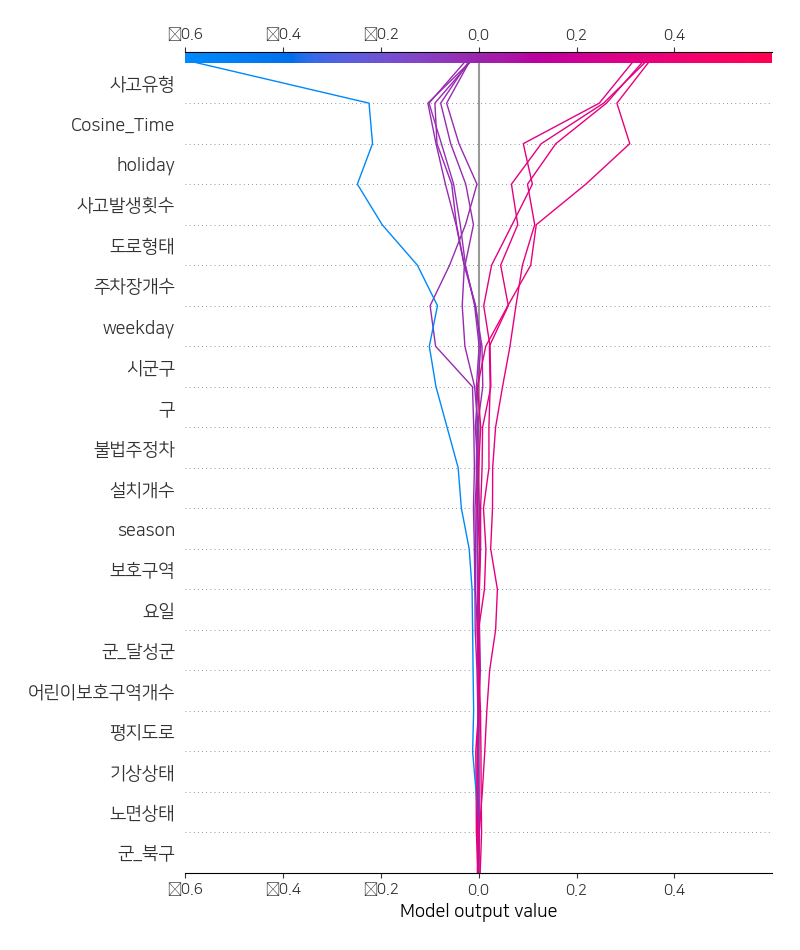 0.6 0.4 0.2 0.0 0.2 0.4
사고유형
Cosine_Time
holiday
사고발생횟수
도로형태
주차장개수
weekday
시군구
구
불법주정차
설치개수
season
보호구역
요일
군_달성군
어린이보호구역개수
평지도로
기상상태
노면상태
군_북구
0.6 0.4 0.2 0.0 0.2 0.4
Model output value